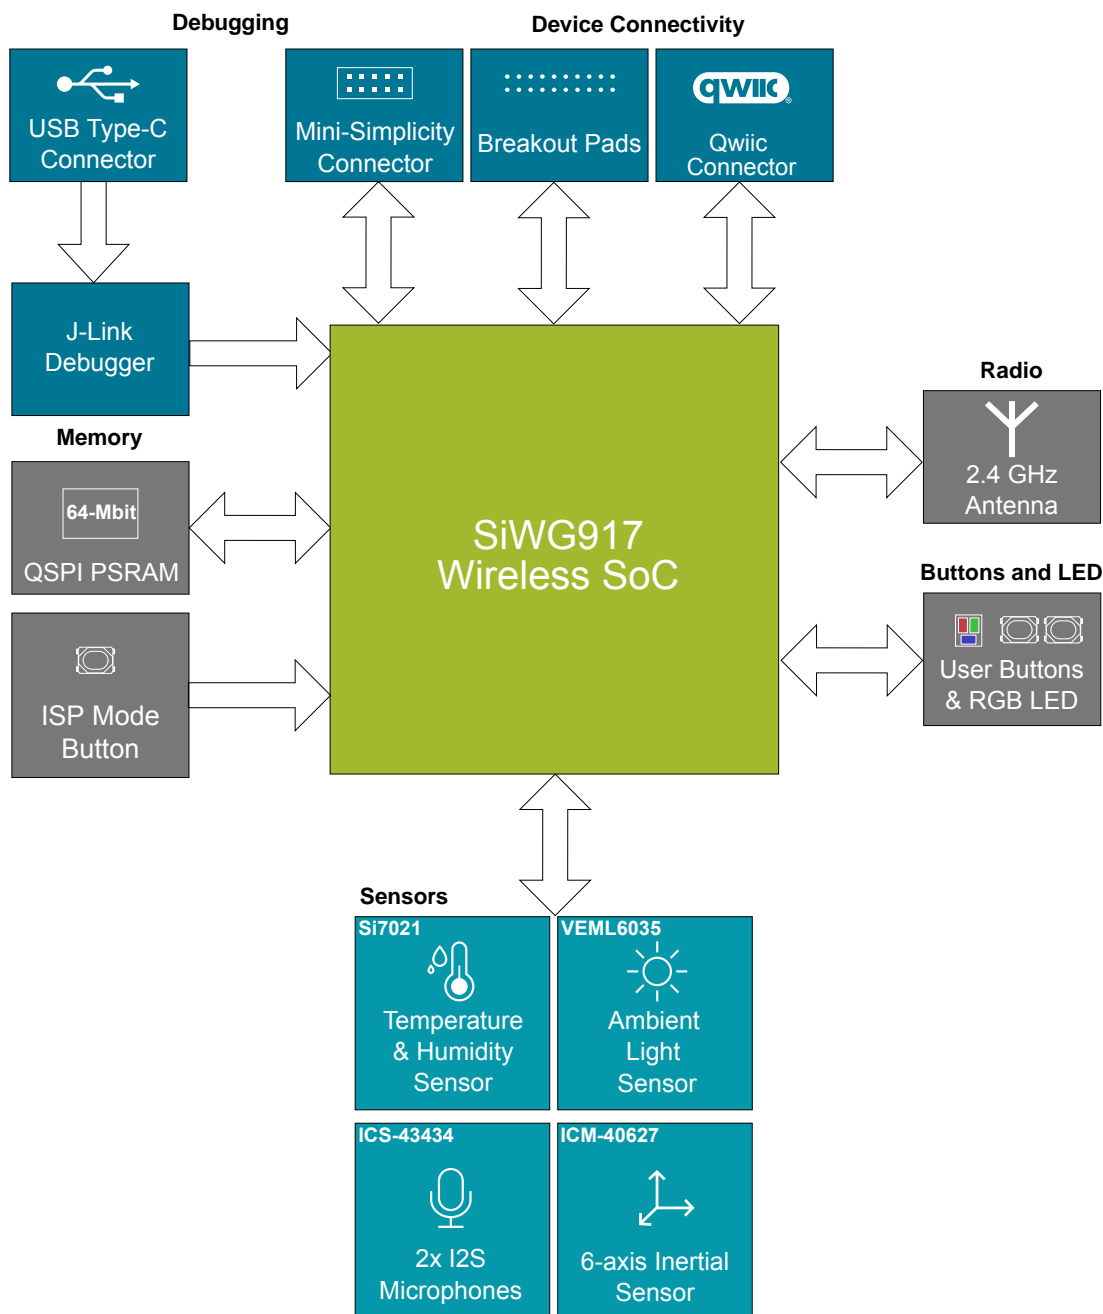 Debugging
Device Connectivity
USB Type-C
Connector
Mini-Simplicity
Connector
Breakout Pads
qwiic
Qwiic
Connector
J-Link
Debugger
Memory
64-Mbit
QSPI PSRAM
ISP Mode
Button
SiWG917
Wireless SoC
Radio
2.4 GHz
Antenna
Buttons and LED
User Buttons
& RGB LED
Sensors
Si7021
Temperature
& Humidity
Sensor
VEML6035
Ambient
Light
Sensor
ICS-43434
2x I2S
Microphones
ICM-40627
6-axis Inertial
Sensor